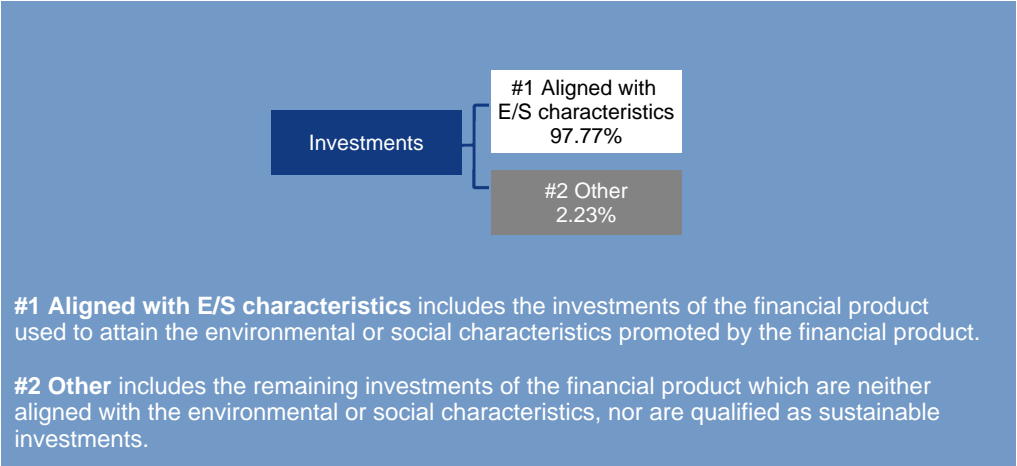 #1 Aligned with
E/S characteristics
97.77%
Investments
#2 Other
2.23%
#1 Aligned with E/S characteristics includes the investments of the financial product
used to attain the environmental or social characteristics promoted by the financial product.
#2 Other includes the remaining investments of the financial product which are neither
aligned with the environmental or social characteristics, nor are qualified as sustainable
investments.